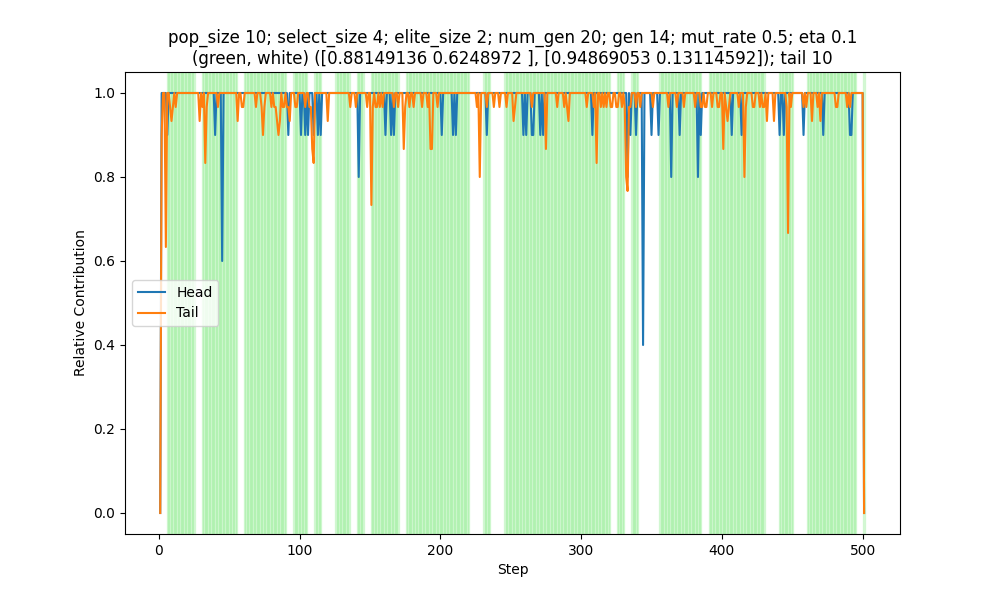 pop_size 10; select_size 4; elite_size 2; num_gen 20; gen 14; mut_rate 0.5; eta 0.1
(green, white) ([0.88149136 0.6248972 ], [0.94869053 0.13114592]); tail 10
1.0
0.8
0.6
0.4
0.2
0.0
Relative Contribution
Head
Tail
0 100 200 300 400 500
Step